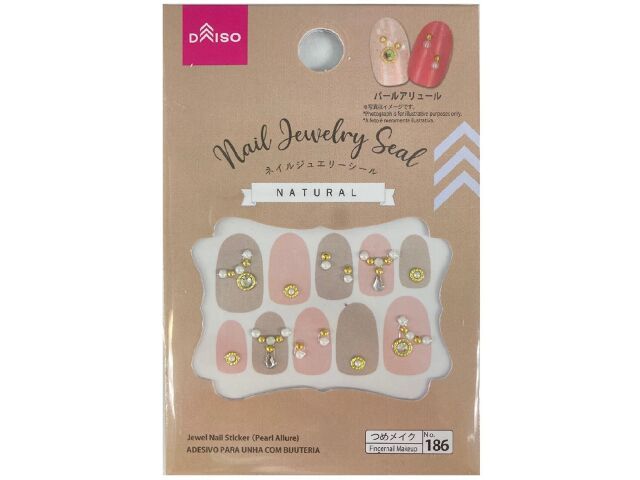 DAISO
パールアリュール
※写真はイメージです。
*Photograph is for illustrative purposes only.
*A foto é meramente ilustrativa.
Nail Jewelry Seal
ネイルジュエリーシール
NATURAL
Jewel Nail Sticker (Pearl Allure)
ADESIVO PARA UNHA COM BIJUTERIA
つめメイク
Fingernail Makeup
No.
186